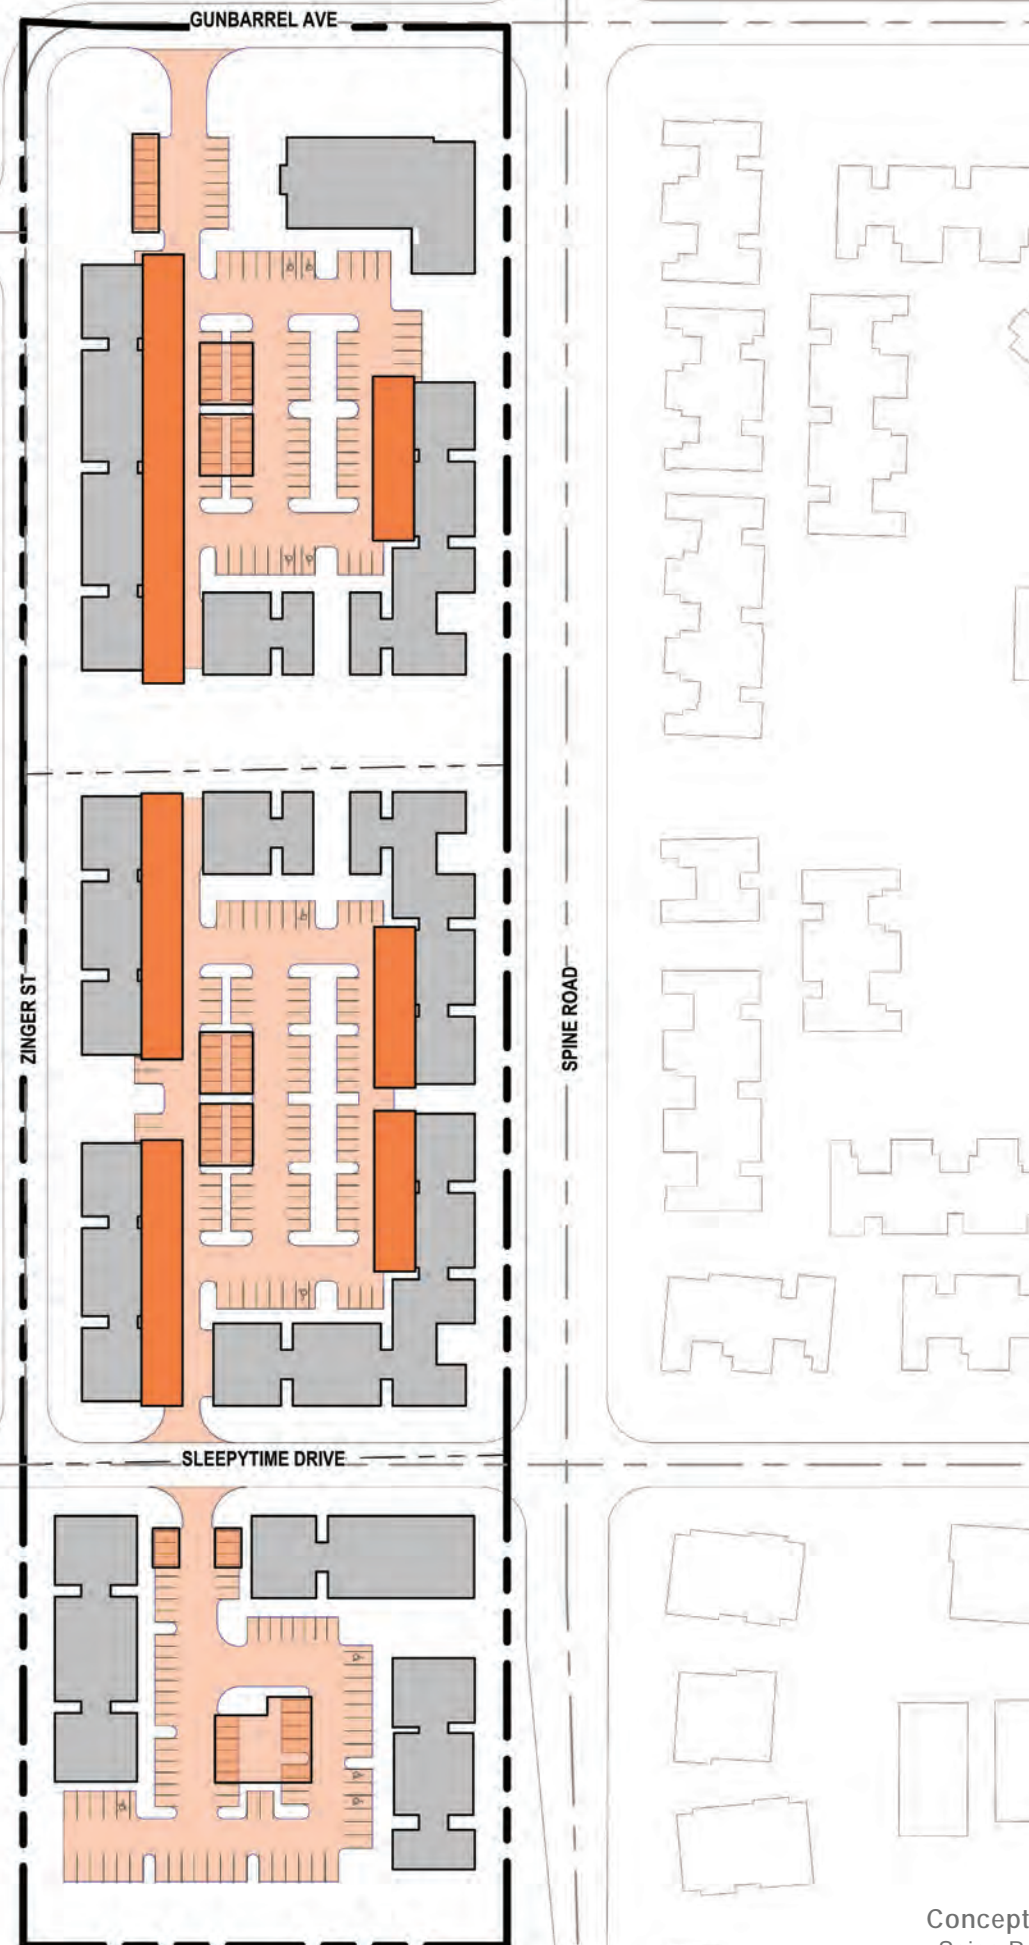 GUNBARREL AVE
ZINGER ST
SPINE ROAD
SLEEPYTIME DRIVE
Concept